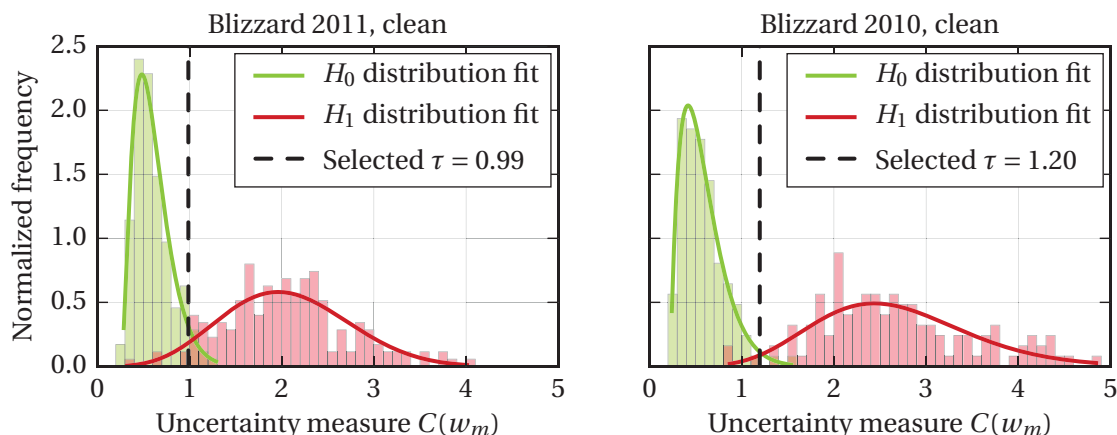 Blizzard 2011, clean
Normalized frequency
2.5
2.0
1.5
1.0
0.5
0.0
H₀ distribution fit
H₁ distribution fit
Selected τ = 0.99
0 1 2 3 4 5
Uncertainty measure C(wₘ)
Blizzard 2010, clean
H₀ distribution fit
H₁ distribution fit
Selected τ = 1.20
0 1 2 3 4 5
Uncertainty measure C(wₘ)